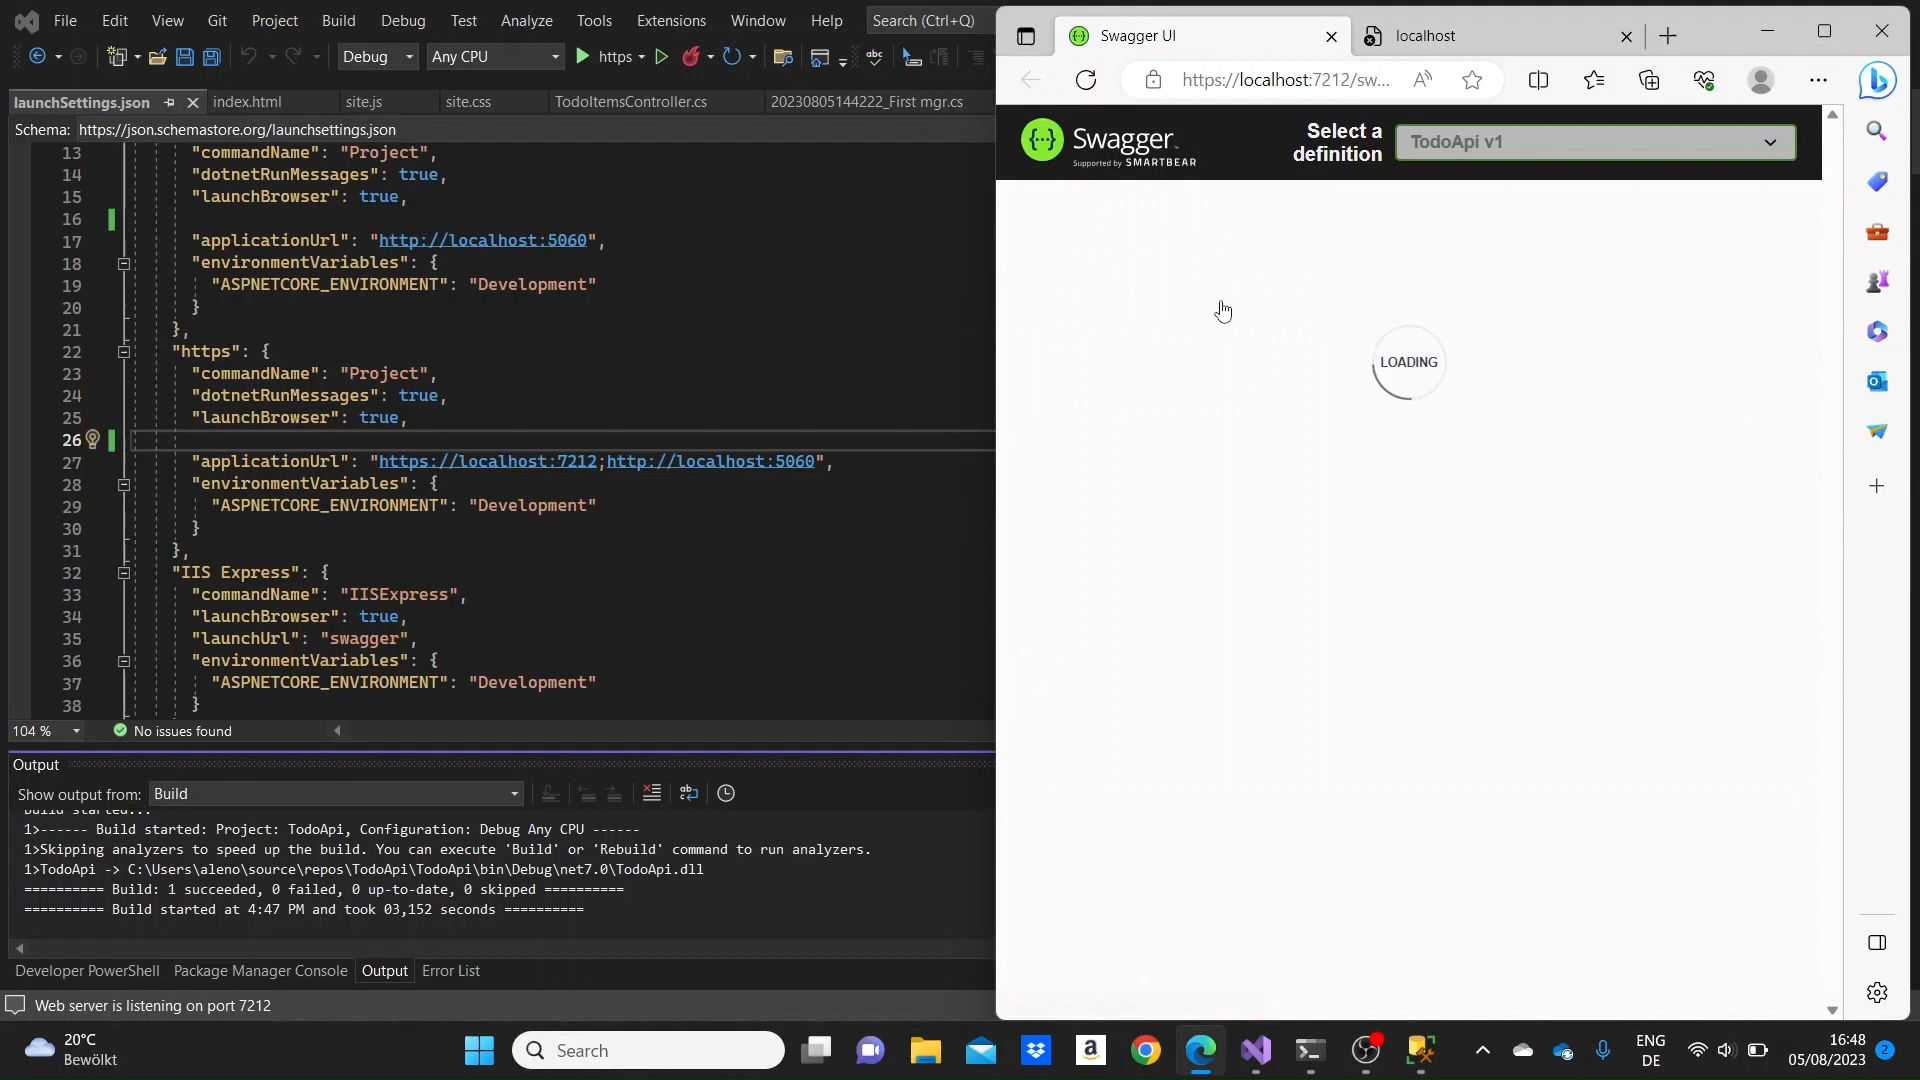 File Edit View Git Project Build Debug Test Analyze Tools Extensions Window Help Search (Ctrl+Q)
Debug Any CPU https
launchSettings.json index.html site.js site.css TodoItemsController.cs 20230805144222_First mgr.cs
Schema: https://json.schemastore.org/launchsettings.json
13 "commandName": "Project",
14 "dotnetRunMessages": true,
15 "launchBrowser": true,
16
17 "applicationUrl": "http://localhost:5060",
18 "environmentVariables": {
19 "ASPNETCORE_ENVIRONMENT": "Development"
20 }
21 },
22 "https": {
23 "commandName": "Project",
24 "dotnetRunMessages": true,
25 "launchBrowser": true,
26
27 "applicationUrl": "https://localhost:7212;http://localhost:5060",
28 "environmentVariables": {
29 "ASPNETCORE_ENVIRONMENT": "Development"
30 }
31 },
32 "IIS Express": {
33 "commandName": "IISExpress",
34 "launchBrowser": true,
35 "launchUrl": "swagger",
36 "environmentVariables": {
37 "ASPNETCORE_ENVIRONMENT": "Development"
38 }
104 % No issues found
Output
Show output from: Build
Build started...
1>------ Build started: Project: TodoApi, Configuration: Debug Any CPU ------
1>Skipping analyzers to speed up the build. You can execute 'Build' or 'Rebuild' command to run analyzers.
1>TodoApi -> C:\Users\aleno\source\repos\TodoApi\TodoApi\bin\Debug\net7.0\TodoApi.dll
========== Build: 1 succeeded, 0 failed, 0 up-to-date, 0 skipped ==========
========== Build started at 4:47 PM and took 03,152 seconds ==========
Developer PowerShell Package Manager Console Output Error List
Web server is listening on port 7212
Swagger UI localhost
https://localhost:7212/sw...
Swagger
Supported by SMARTBEAR
Select a definition
TodoApi v1
LOADING
20°C
Bewölkt
Search
ENG
DE
16:48
05/08/2023
2